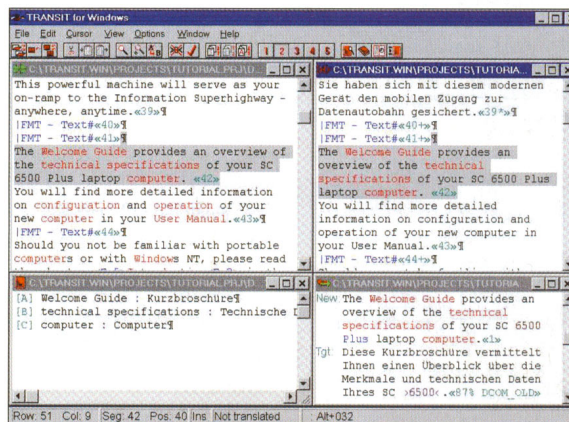 TRANSIT for Windows
File Edit Cursor View Options Window Help
1 2 3 4 5
C:\TRANSIT.WIN\PROJECTS\TUTORIAL.PRJ\D...
This powerful machine will serve as your
on-ramp to the Information Superhighway -
anywhere, anytime.«39»¶
|FMT - Text#«40»¶
|FMT - Text#«41»¶
The Welcome Guide provides an overview of
the technical specifications of your SC
6500 Plus laptop computer. «42»
You will find more detailed information
on configuration and operation of your
new computer in your User Manual.«43»¶
|FMT - Text#«44»¶
Should you not be familiar with portable
computers or with Windows NT, please read
C:\TRANSIT.WIN\PROJECTS\TUTORIA...
Sie haben sich mit diesem modernen
Gerät den mobilen Zugang zur
Datenautobahn gesichert.«39*»¶
|FMT - Text#«40+»¶
|FMT - Text#«41+»¶
The Welcome Guide provides an
overview of the technical
specifications of your SC 6500 Plus
laptop computer. «42»
You will find more detailed
information on configuration and
operation of your new computer in
your User Manual.«43»¶
|FMT - Text#«44+»¶
C:\TRANSIT.WIN\PROJECTS\TUTORIAL.PRJ\D...
[A] Welcome Guide : Kurzbroschüre¶
[B] technical specifications : Technische D
[C] computer : Computer¶
C:\TRANSIT.WIN\PROJECTS\TUTORIA...
New The Welcome Guide provides an
overview of the technical
specifications of your SC 6500
Plus laptop computer.«1»
Tgt: Diese Kurzbroschüre vermittelt
Ihnen einen Überblick über die
Merkmale und technischen Daten
Ihres SC ›6500‹.«87% DCOM_OLD»
Row: 51 Col: 9 Seg: 42 Pos: 40 Ins Not translated : Alt+032